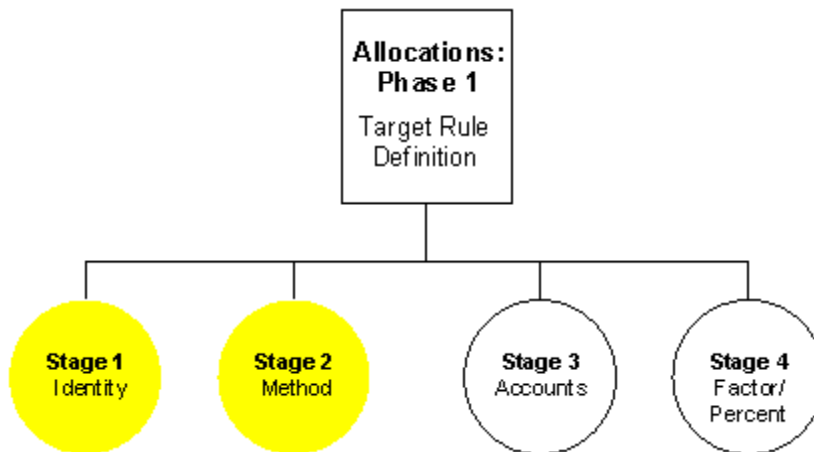 Allocations:
Phase 1
Target Rule
Definition
Stage 1
Identity
Stage 2
Method
Stage 3
Accounts
Stage 4
Factor/
Percent